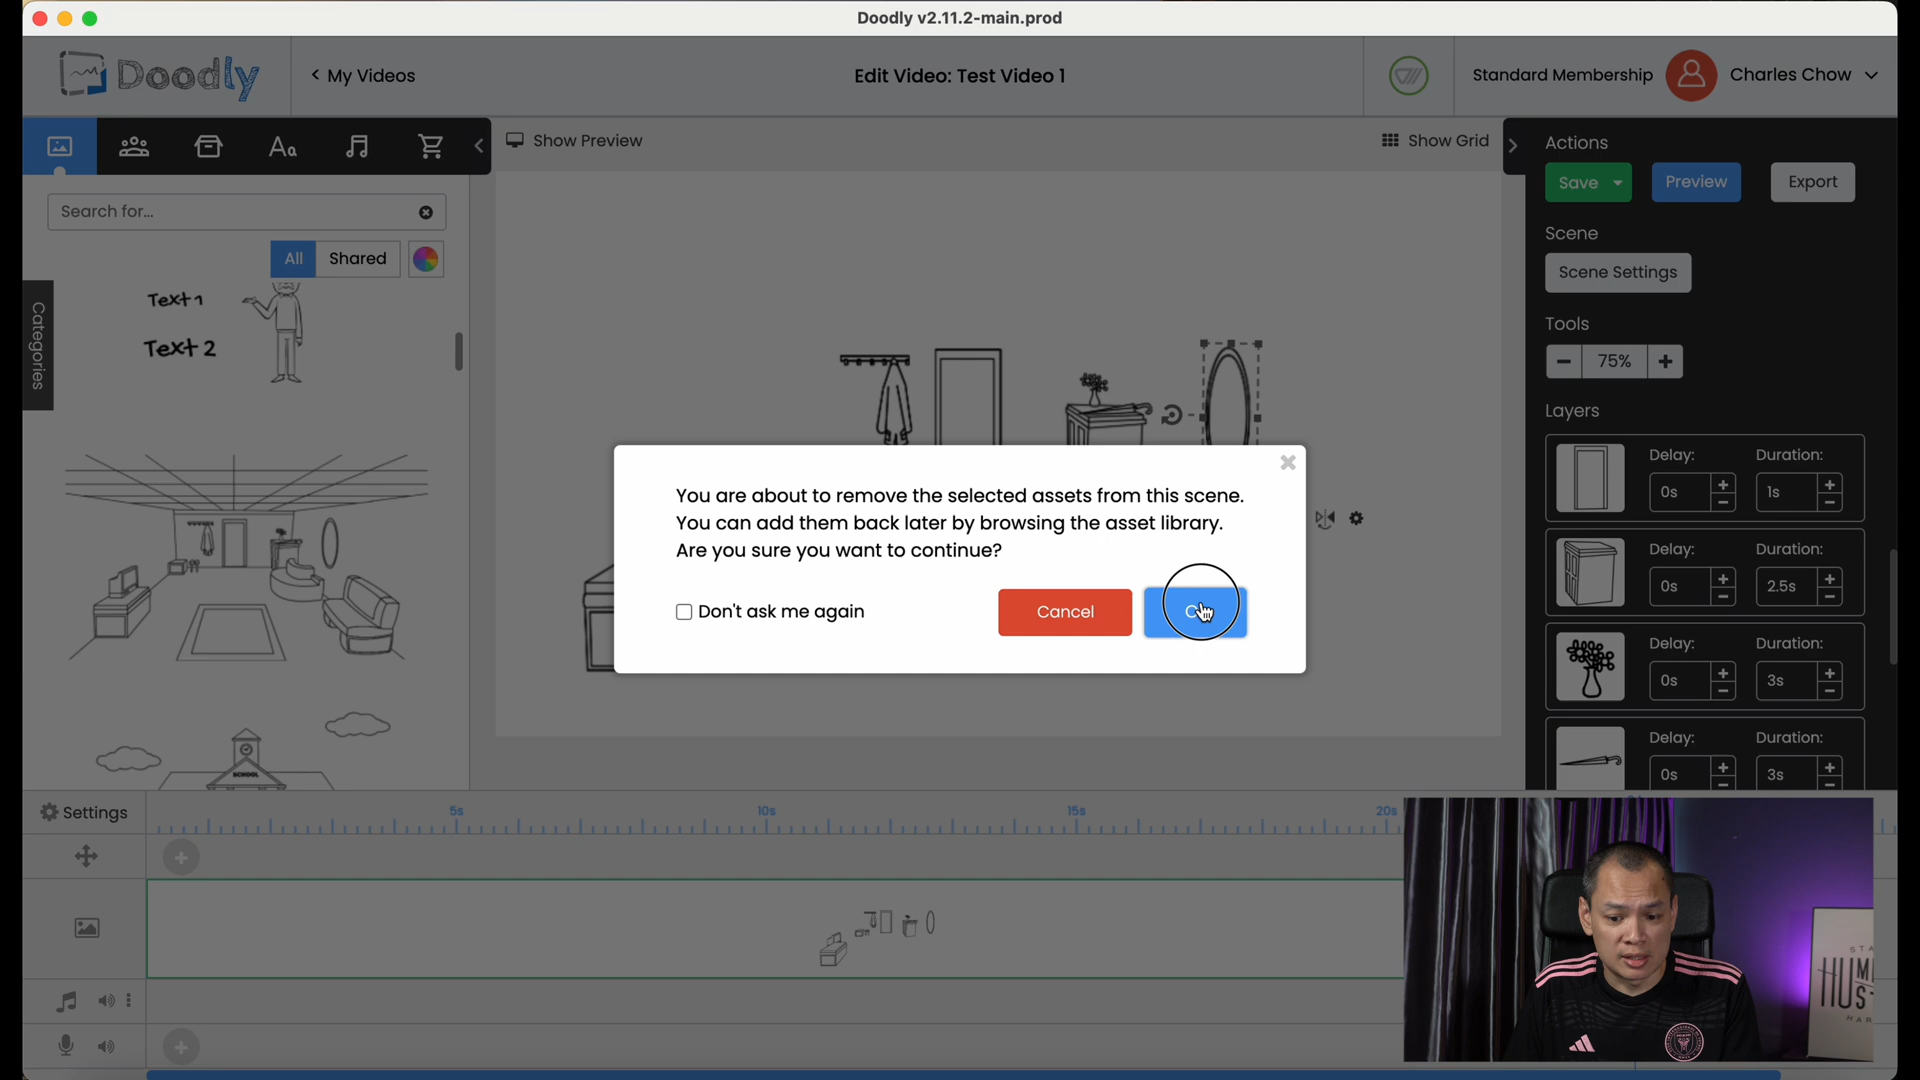 Doodly v2.11.2-main.prod
Doodly
My Videos
Edit Video: Test Video 1
Standard Membership
Charles Chow
Aa
Show Preview
Show Grid
Actions
Save
Preview
Export
Search for...
All
Shared
Scene
Scene Settings
Categories
Text 1
Text 2
Tools
75%
Layers
Delay:
Duration:
0s
1s
You are about to remove the selected assets from this scene.
You can add them back later by browsing the asset library.
Are you sure you want to continue?
Don't ask me again
Cancel
Delay:
Duration:
0s
2.5s
Delay:
Duration:
0s
3s
Delay:
Duration:
0s
3s
SCHOOL
Settings
5s
10s
15s
20s